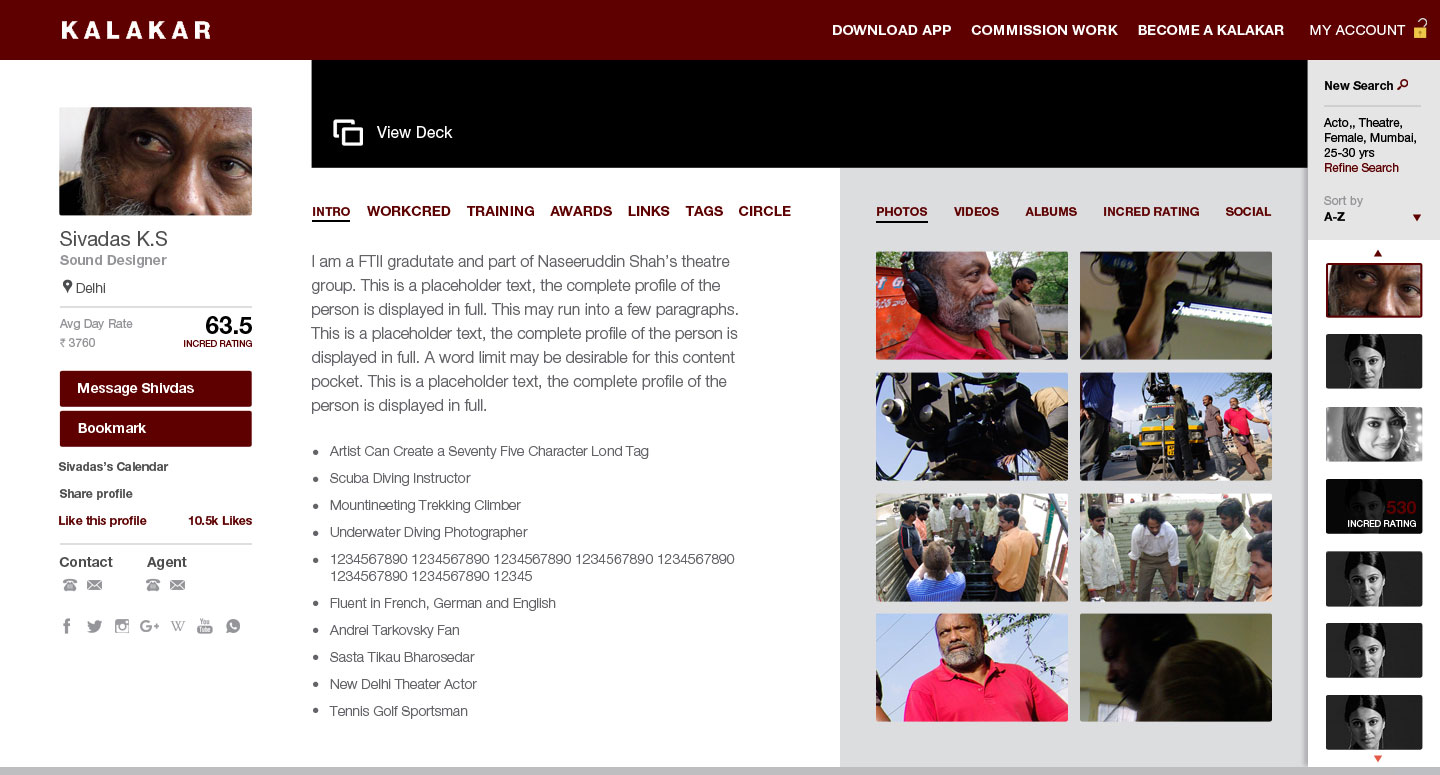 KALAKAR
DOWNLOAD APP
COMMISSION WORK
BECOME A KALAKAR
MY ACCOUNT
Sivadas K.S
Sound Designer
Delhi
Avg Day Rate
₹ 3760
63.5
INCRED RATING
Message Shivdas
Bookmark
Sivadas's Calendar
Share profile
Like this profile
10.5k Likes
Contact
Agent
f
G+
W
You
Tube
View Deck
INTRO
WORKCRED
TRAINING
AWARDS
LINKS
TAGS
CIRCLE
I am a FTII gradutate and part of Naseeruddin Shah's theatre
group. This is a placeholder text, the complete profile of the
person is displayed in full. This may run into a few paragraphs.
This is a placeholder text, the complete profile of the person is
displayed in full. A word limit may be desirable for this content
pocket. This is a placeholder text, the complete profile of the
person is displayed in full.
• Artist Can Create a Seventy Five Character Lond Tag
• Scuba Diving Instructor
• Mountineeting Trekking Climber
• Underwater Diving Photographer
• 1234567890 1234567890 1234567890 1234567890 1234567890
1234567890 1234567890 12345
• Fluent in French, German and English
• Andrei Tarkovsky Fan
• Sasta Tikau Bharosedar
• New Delhi Theater Actor
• Tennis Golf Sportsman
PHOTOS
VIDEOS
ALBUMS
INCRED RATING
SOCIAL
New Search
Acto,, Theatre,
Female, Mumbai,
25-30 yrs
Refine Search
Sort by
A-Z
530
INCRED RATING